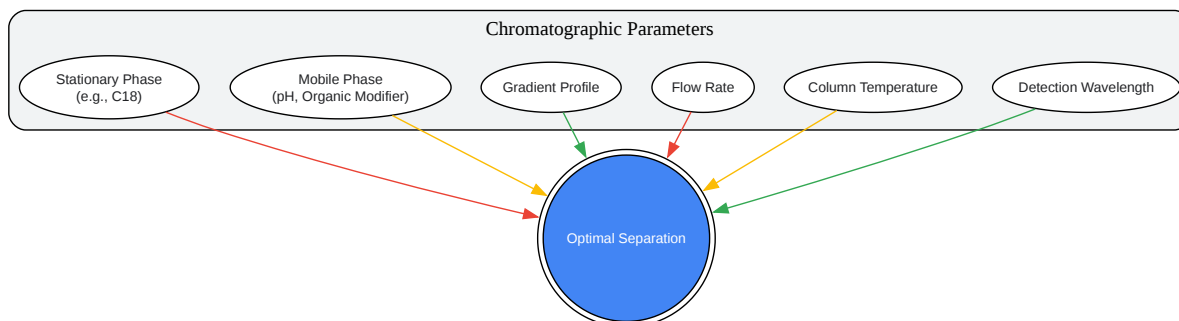 Chromatographic Parameters
Stationary Phase
(e.g., C18)
Mobile Phase
(pH, Organic Modifier)
Gradient Profile
Flow Rate
Column Temperature
Detection Wavelength
Optimal Separation